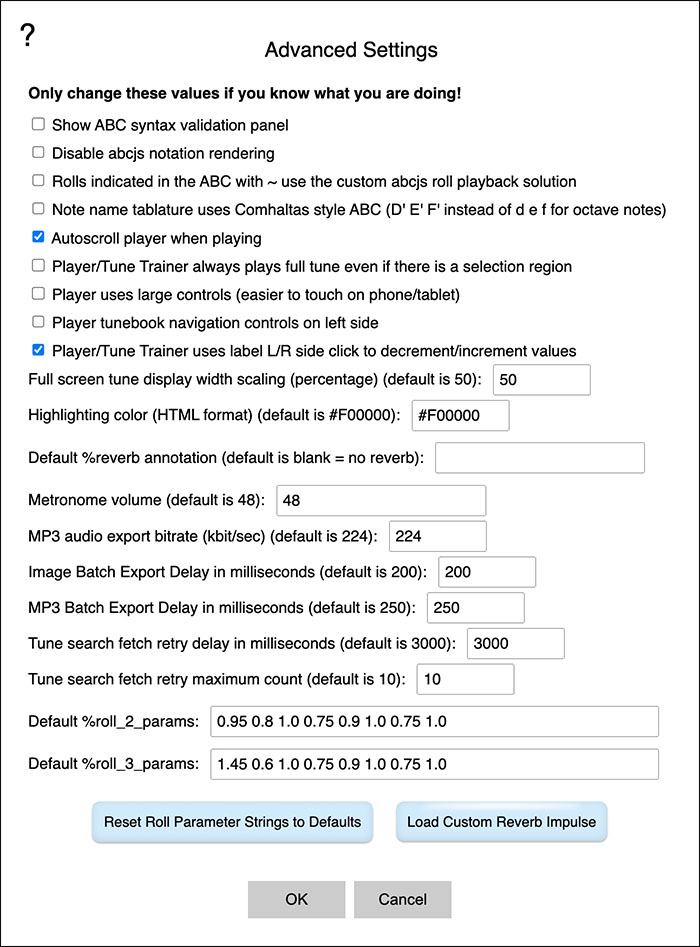 ?
Advanced Settings
Only change these values if you know what you are doing!
Show ABC syntax validation panel
Disable abcjs notation rendering
Rolls indicated in the ABC with ~ use the custom abcjs roll playback solution
Note name tablature uses Comhaltas style ABC (D' E' F' instead of d e f for octave notes)
Autoscroll player when playing
Player/Tune Trainer always plays full tune even if there is a selection region
Player uses large controls (easier to touch on phone/tablet)
Player tunebook navigation controls on left side
Player/Tune Trainer uses label L/R side click to decrement/increment values
Full screen tune display width scaling (percentage) (default is 50): 50
Highlighting color (HTML format) (default is #F00000): #F00000
Default %reverb annotation (default is blank = no reverb):
Metronome volume (default is 48): 48
MP3 audio export bitrate (kbit/sec) (default is 224): 224
Image Batch Export Delay in milliseconds (default is 200): 200
MP3 Batch Export Delay in milliseconds (default is 250): 250
Tune search fetch retry delay in milliseconds (default is 3000): 3000
Tune search fetch retry maximum count (default is 10): 10
Default %roll_2_params: 0.95 0.8 1.0 0.75 0.9 1.0 0.75 1.0
Default %roll_3_params: 1.45 0.6 1.0 0.75 0.9 1.0 0.75 1.0
Reset Roll Parameter Strings to Defaults Load Custom Reverb Impulse
OK Cancel